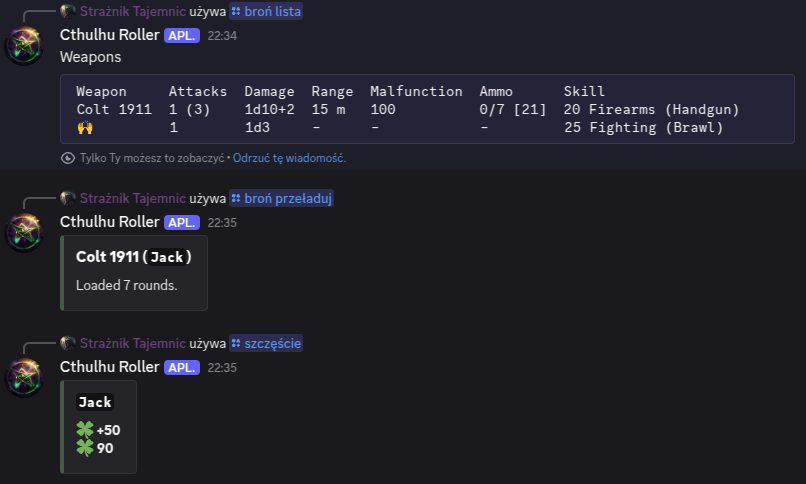 Strażnik Tajemnic używa broń lista
Cthulhu Roller APL. 22:34
Weapons
Weapon Attacks Damage Range Malfunction Ammo Skill
Colt 1911 1 (3) 1d10+2 15 m 100 0/7 [21] 20 Firearms (Handgun)
🙌 1 1d3 - - - 25 Fighting (Brawl)
Tylko Ty możesz to zobaczyć • Odrzuć tę wiadomość.
Strażnik Tajemnic używa broń przeładuj
Cthulhu Roller APL. 22:35
Colt 1911 (Jack)
Loaded 7 rounds.
Strażnik Tajemnic używa szczęście
Cthulhu Roller APL. 22:35
Jack
🍀 +50
🍀 90